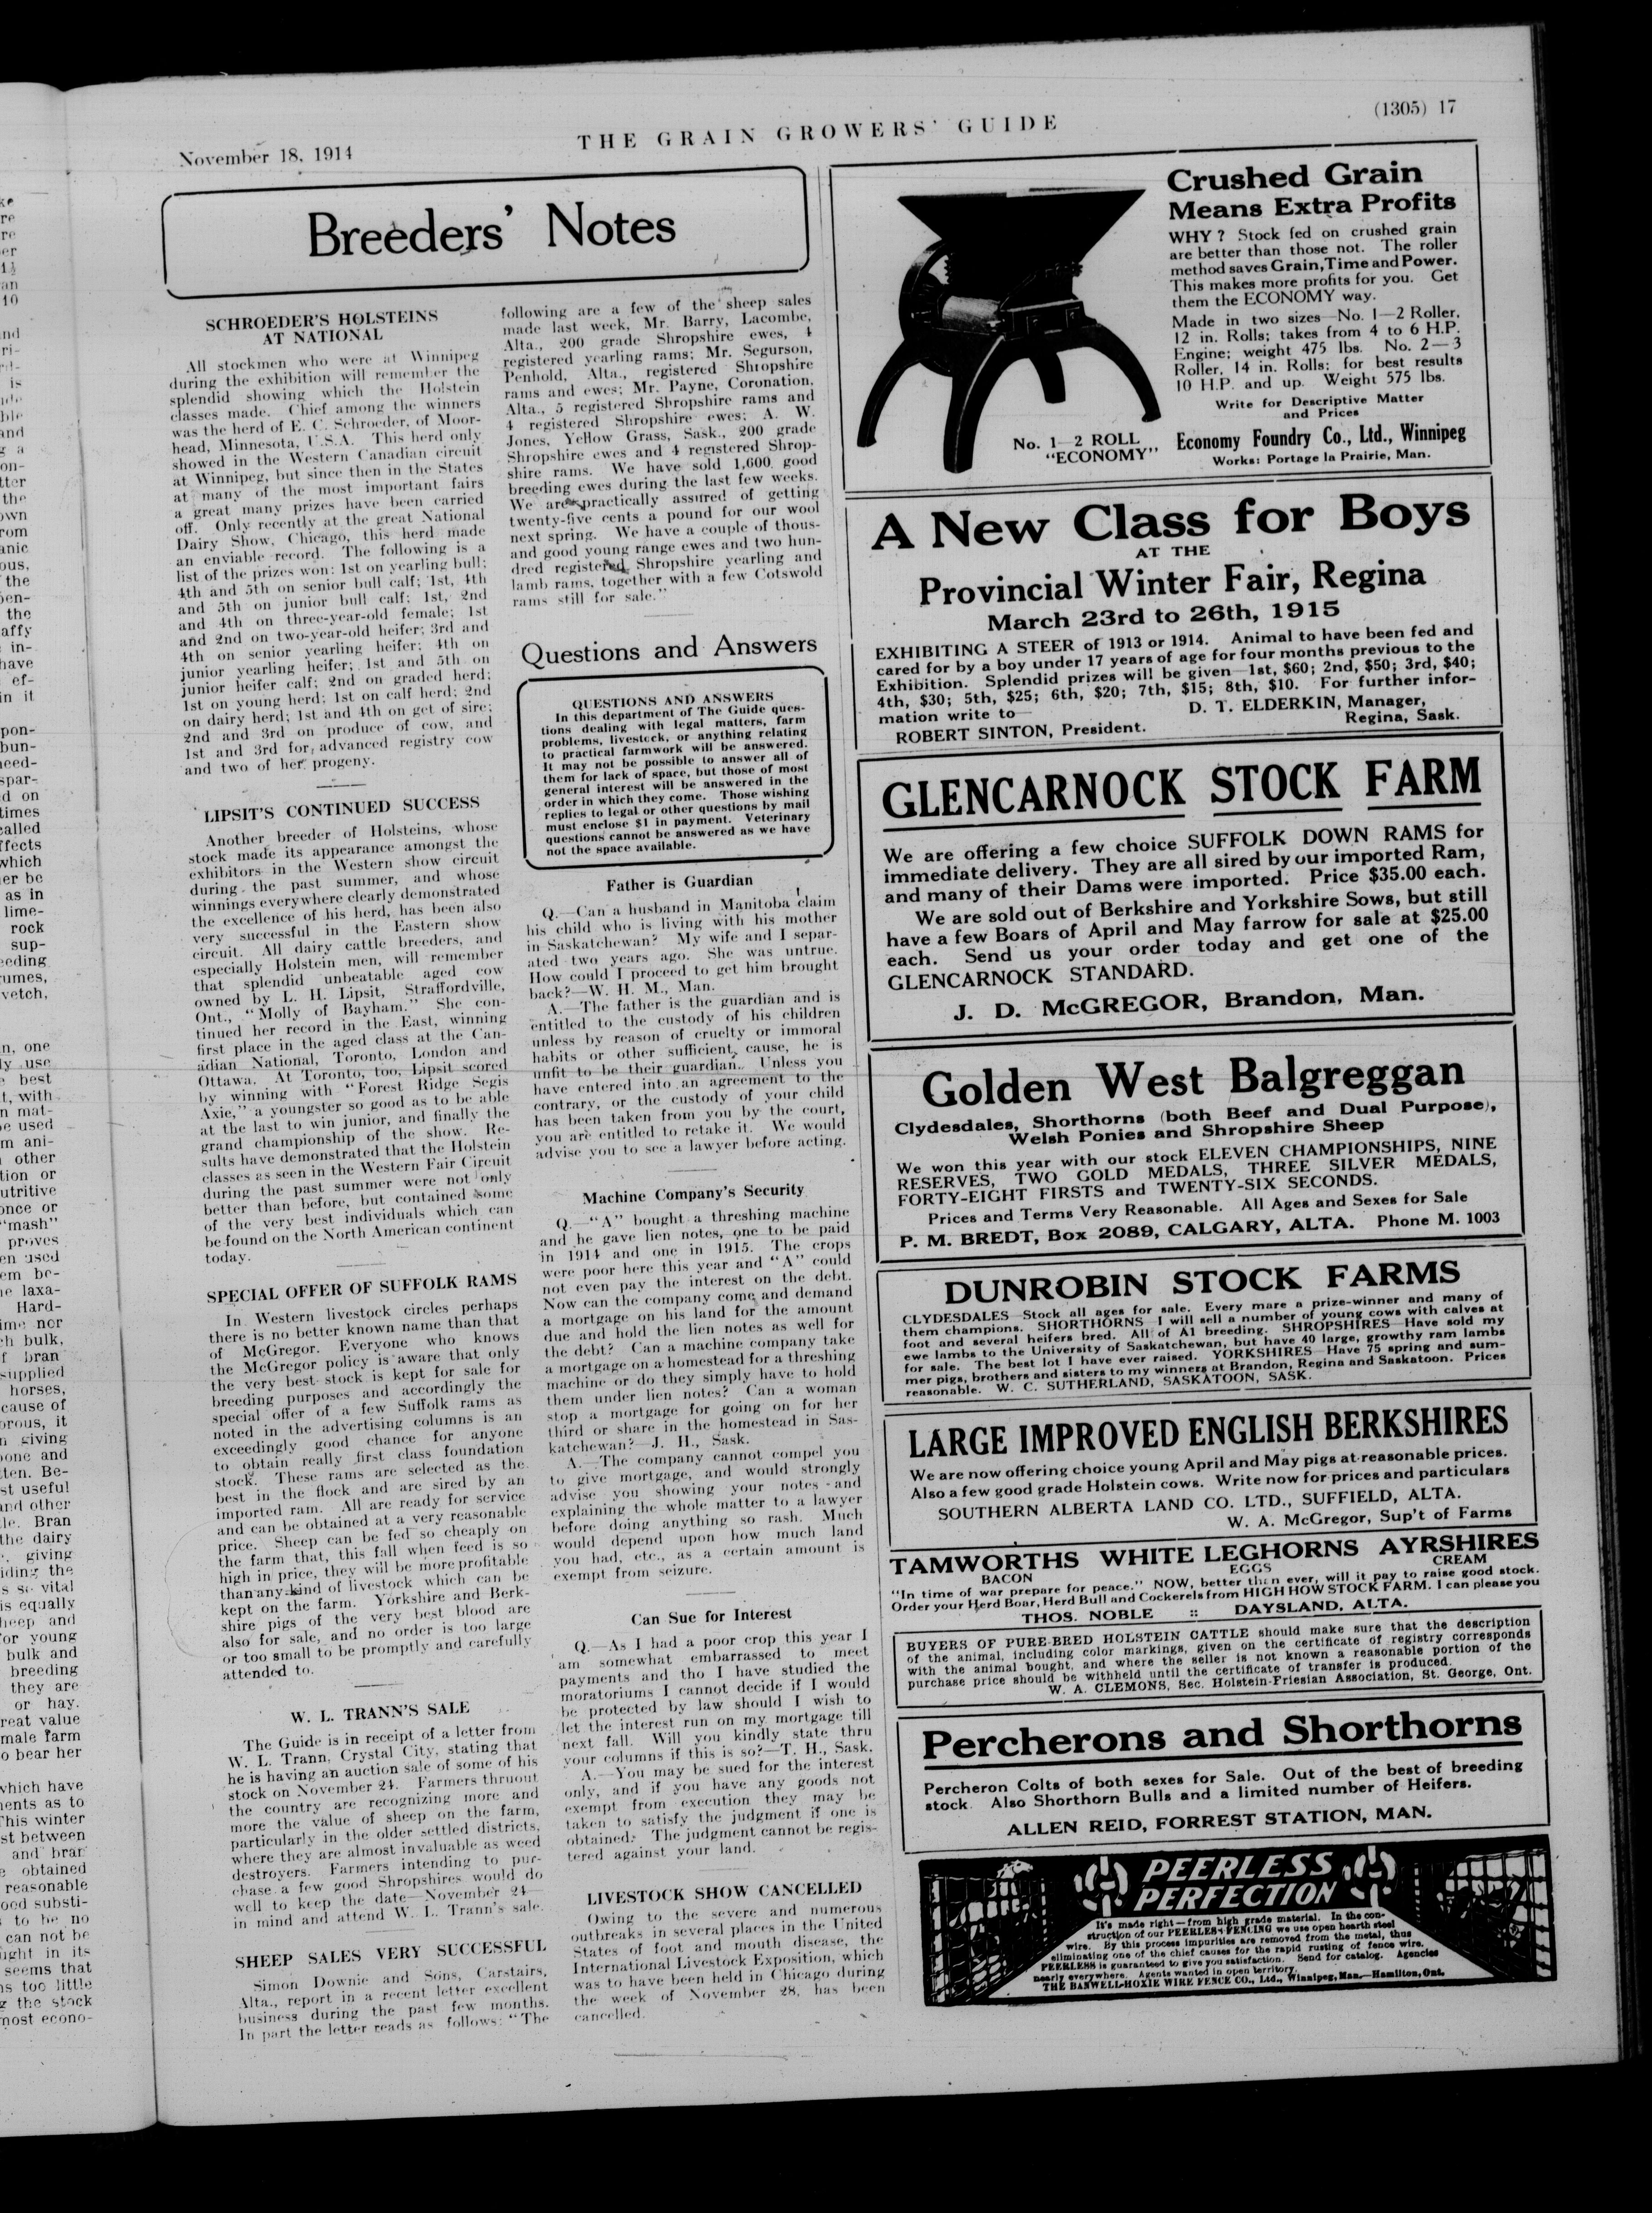 November 18, 1914
THE GRAIN GROWERS' GUIDE
(1305) 17
Breeders' Notes
SCHROEDER'S HOLSTEINS
AT NATIONAL
All stockmen who were at Winnipeg
during the exhibition will remember the
splendid showing which the Holstein
classes made. Chief among the winners
was the herd of E. C. Schroeder, of Moor-
head, Minnesota, U.S.A. This herd only
showed in the Western Canadian circuit
at Winnipeg, but since then in the States
at many of the most important fairs
a great many prizes have been carried
off. Only recently at the great National
Dairy Show, Chicago, this herd made
an enviable record. The following is a
list of the prizes won: 1st on yearling bull;
4th and 5th on senior bull calf; 1st, 4th
and 5th on junior bull calf; 1st, 2nd
and 4th on three-year-old female; 1st
and 2nd on two-year-old heifer; 3rd and
4th on senior yearling heifer; 4th on
junior yearling heifer; 1st and 5th on
junior heifer calf; 2nd on graded herd;
1st on young herd; 1st on calf herd; 2nd
on dairy herd; 1st and 4th on get of sire;
2nd and 3rd on produce of cow, and
1st and 3rd for advanced registry cow
and two of her progeny.
LIPSIT'S CONTINUED SUCCESS
Another breeder of Holsteins, whose
stock made its appearance amongst the
exhibitors in the Western show circuit
during the past summer, and whose
winnings everywhere clearly demonstrated
the excellence of his herd, has been also
very successful in the Eastern show
circuit. All dairy cattle breeders, and
especially Holstein men, will remember
that splendid unbeatable aged cow
owned by L. H. Lipsit, Straffordville,
Ont., "Molly of Bayham." She con-
tinued her record in the East, winning
first place in the aged class at the Can-
adian National, Toronto, London and
Ottawa. At Toronto, too, Lipsit scored
by winning with "Forest Ridge Segis
Axie," a youngster so good as to be able
at the last to win junior, and finally the
grand championship of the show. Re-
sults have demonstrated that the Holstein
classes as seen in the Western Fair Circuit
during the past summer were not only
better than before, but contained some
of the very best individuals which can
be found on the North American continent
today.
SPECIAL OFFER OF SUFFOLK RAMS
In Western livestock circles perhaps
there is no better known name than that
of McGregor. Everyone who knows
the McGregor policy is aware that only
the very best stock is kept for sale for
breeding purposes and accordingly the
special offer of a few Suffolk rams as
noted in the advertising columns is an
exceedingly good chance for anyone
to obtain really first class foundation
stock. These rams are selected as the
best in the flock and are sired by an
imported ram. All are ready for service
and can be obtained at a very reasonable
price. Sheep can be fed so cheaply on
the farm that, this fall when feed is so
high in price, they will be more profitable
than any kind of livestock which can be
kept on the farm. Yorkshire and Berk-
shire pigs of the very best blood are
also for sale, and no order is too large
or too small to be promptly and carefully
attended to.
W. L. TRANN'S SALE
The Guide is in receipt of a letter from
W. L. Trann, Crystal City, stating that
he is having an auction sale of some of his
stock on November 24. Farmers thruout
the country are recognizing more and
more the value of sheep on the farm,
particularly in the older settled districts,
where they are almost invaluable as weed
destroyers. Farmers intending to pur-
chase a few good Shropshires would do
well to keep the date—November 24—
in mind and attend W. L. Trann's sale.
SHEEP SALES VERY SUCCESSFUL
Simon Downie and Sons, Carstairs,
Alta., report in a recent letter excellent
business during the past few months.
In part the letter reads as follows: "The
following are a few of the sheep sales
made last week, Mr. Barry, Lacombe,
Alta., 200 grade Shropshire ewes, 4
registered yearling rams; Mr. Segurson,
Penhold, Alta., registered Shropshire
rams and ewes; Mr. Payne, Coronation,
Alta., 5 registered Shropshire rams and
4 registered Shropshire ewes; A. W.
Jones, Yellow Grass, Sask., 200 grade
Shropshire ewes and 4 registered Shrop-
shire rams. We have sold 1,600 good
breeding ewes during the last few weeks.
We are practically assured of getting
twenty-five cents a pound for our wool
next spring. We have a couple of thous-
and good young range ewes and two hun-
dred registered Shropshire yearling and
lamb rams, together with a few Cotswold
rams still for sale."
Questions and Answers
QUESTIONS AND ANSWERS
In this department of The Guide ques-
tions dealing with legal matters, farm
problems, livestock, or anything relating
to practical farmwork will be answered.
It may not be possible to answer all of
them for lack of space, but those of most
general interest will be answered in the
order in which they come. Those wishing
replies to legal or other questions by mail
must enclose $1 in payment. Veterinary
questions cannot be answered as we have
not the space available.
Father is Guardian
Q.—Can a husband in Manitoba claim
his child who is living with his mother
in Saskatchewan? My wife and I separ-
ated two years ago. She was untrue.
How could I proceed to get him brought
back?—W. H. M., Man.
A.—The father is the guardian and is
entitled to the custody of his children
unless by reason of cruelty or immoral
habits or other sufficient cause, he is
unfit to be their guardian. Unless you
have entered into an agreement to the
contrary, or the custody of your child
has been taken from you by the court,
you are entitled to retake it. We would
advise you to see a lawyer before acting.
Machine Company's Security
Q.—"A" bought a threshing machine
and he gave lien notes, one to be paid
in 1914 and one in 1915. The crops
were poor here this year and "A" could
not even pay the interest on the debt.
Now can the company come and demand
a mortgage on his land for the amount
due and hold the lien notes as well for
the debt? Can a machine company take
a mortgage on a homestead for a threshing
machine or do they simply have to hold
them under lien notes? Can a woman
stop a mortgage for going on for her
third or share in the homestead in Sas-
katchewan?—J. H., Sask.
A.—The company cannot compel you
to give mortgage, and would strongly
advise you showing your notes and
explaining the whole matter to a lawyer
before doing anything so rash. Much
would depend upon how much land
you had, etc., as a certain amount is
exempt from seizure.
Can Sue for Interest
Q.—As I had a poor crop this year I
am somewhat embarrassed to meet
payments and tho I have studied the
moratoriums I cannot decide if I would
be protected by law should I wish to
let the interest run on my mortgage till
next fall. Will you kindly state thru
your columns if this is so?—T. H., Sask.
A.—You may be sued for the interest
only, and if you have any goods not
exempt from execution they may be
taken to satisfy the judgment if one is
obtained. The judgment cannot be regis-
tered against your land.
LIVESTOCK SHOW CANCELLED
Owing to the severe and numerous
outbreaks in several places in the United
States of foot and mouth disease, the
International Livestock Exposition, which
was to have been held in Chicago during
the week of November 28, has been
cancelled.
Crushed Grain
Means Extra Profits
WHY? Stock fed on crushed grain
are better than those not. The roller
method saves Grain, Time and Power.
This makes more profits for you. Get
them the ECONOMY way.
Made in two sizes—No. 1—2 Roller,
12 in. Rolls; takes from 4 to 6 H.P.
Engine; weight 475 lbs. No. 2—3
Roller, 14 in. Rolls; for best results
10 H.P. and up. Weight 575 lbs.
Write for Descriptive Matter
and Prices
No. 1—2 ROLL
"ECONOMY"
Economy Foundry Co., Ltd., Winnipeg
Works: Portage la Prairie, Man.
A New Class for Boys
AT THE
Provincial Winter Fair, Regina
March 23rd to 26th, 1915
EXHIBITING A STEER of 1913 or 1914. Animal to have been fed and
cared for by a boy under 17 years of age for four months previous to the
Exhibition. Splendid prizes will be given—1st, $60; 2nd, $50; 3rd, $40;
4th, $30; 5th, $25; 6th, $20; 7th, $15; 8th, $10. For further infor-
mation write to—
D. T. ELDERKIN, Manager,
ROBERT SINTON, President.
Regina, Sask.
GLENCARNOCK STOCK FARM
We are offering a few choice SUFFOLK DOWN RAMS for
immediate delivery. They are all sired by our imported Ram,
and many of their Dams were imported. Price $35.00 each.
We are sold out of Berkshire and Yorkshire Sows, but still
have a few Boars of April and May farrow for sale at $25.00
each. Send us your order today and get one of the
GLENCARNOCK STANDARD.
J. D. McGREGOR, Brandon, Man.
Golden West Balgreggan
Clydesdales, Shorthorns (both Beef and Dual Purpose),
Welsh Ponies and Shropshire Sheep
We won this year with our stock ELEVEN CHAMPIONSHIPS, NINE
RESERVES, TWO GOLD MEDALS, THREE SILVER MEDALS,
FORTY-EIGHT FIRSTS and TWENTY-SIX SECONDS.
Prices and Terms Very Reasonable. All Ages and Sexes for Sale
P. M. BREDT, Box 2089, CALGARY, ALTA. Phone M. 1003
DUNROBIN STOCK FARMS
CLYDESDALES—Stock all ages for sale. Every mare a prize-winner and many of
them champions. SHORTHORNS—I will sell a number of young cows with calves at
foot and several heifers bred. All of A1 breeding. SHROPSHIRES—Have sold my
ewe lambs to the University of Saskatchewan, but have 40 large, growthy ram lambs
for sale. The best lot I have ever raised. YORKSHIRES—Have 75 spring and sum-
mer pigs, brothers and sisters to my winners at Brandon, Regina and Saskatoon. Prices
reasonable. W. C. SUTHERLAND, SASKATOON, SASK.
LARGE IMPROVED ENGLISH BERKSHIRES
We are now offering choice young April and May pigs at reasonable prices.
Also a few good grade Holstein cows. Write now for prices and particulars
SOUTHERN ALBERTA LAND CO. LTD., SUFFIELD, ALTA.
W. A. McGregor, Sup't of Farms
TAMWORTHS WHITE LEGHORNS AYRSHIRES
BACON EGGS CREAM
"In time of war prepare for peace." NOW, better then ever, will it pay to raise good stock.
Order your Herd Boar, Herd Bull and Cockerels from HIGH HOW STOCK FARM. I can please you
THOS. NOBLE :: DAYSLAND, ALTA.
BUYERS OF PURE-BRED HOLSTEIN CATTLE should make sure that the description
of the animal, including color markings, given on the certificate of registry corresponds
with the animal bought, and where the seller is not known a reasonable portion of the
purchase price should be withheld until the certificate of transfer is produced.
W. A. CLEMONS, Sec. Holstein-Friesian Association, St. George, Ont.
Percherons and Shorthorns
Percheron Colts of both sexes for Sale. Out of the best of breeding
stock. Also Shorthorn Bulls and a limited number of Heifers.
ALLEN REID, FORREST STATION, MAN.
PEERLESS
PERFECTION
It's made right—from high grade material. In the con-
struction of our PEERLESS FENCING we use open hearth steel
wire. By this process impurities are removed from the metal, thus
eliminating one of the chief causes for the rapid rusting of fence wire.
PEERLESS is guaranteed to give you satisfaction. Send for catalog. Agencies
nearly everywhere. Agents wanted in open territory.
THE BANWELL-HOXIE WIRE FENCE CO., Ltd., Winnipeg, Man.—Hamilton, Ont.